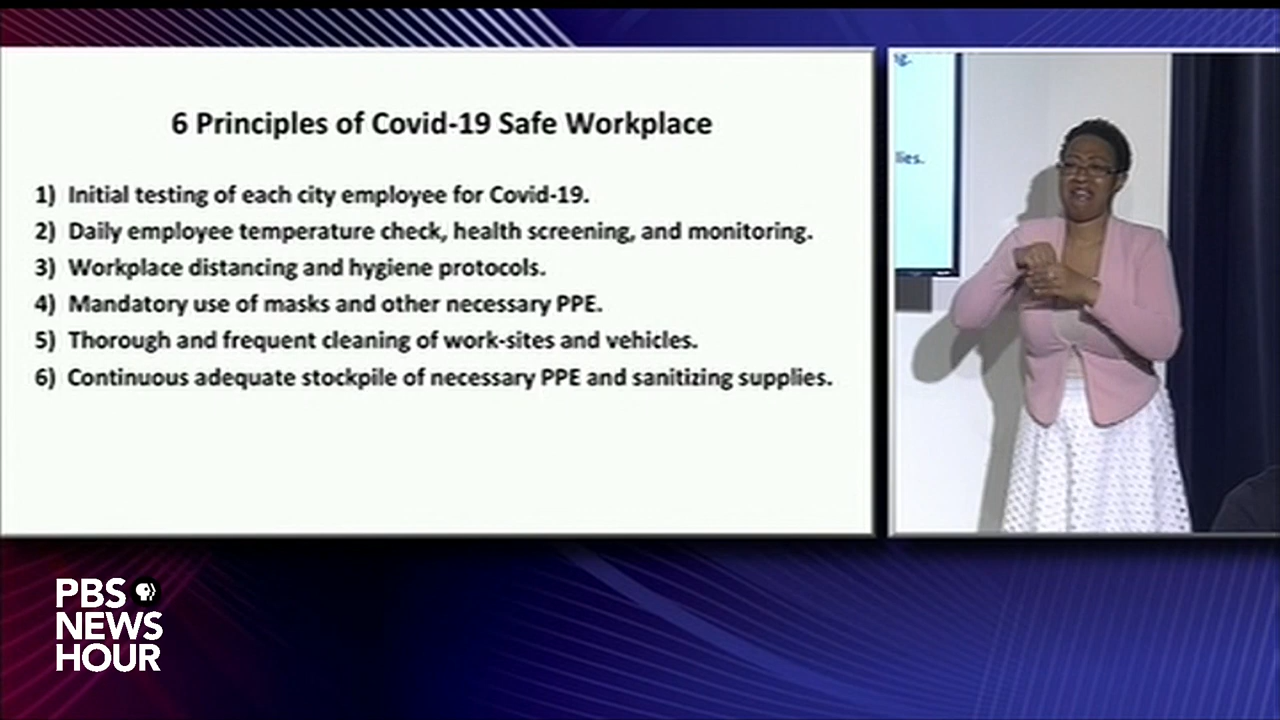 6 Principles of Covid-19 Safe Workplace
1) Initial testing of each city employee for Covid-19.
2) Daily employee temperature check, health screening, and monitoring.
3) Workplace distancing and hygiene protocols.
4) Mandatory use of masks and other necessary PPE.
5) Thorough and frequent cleaning of work-sites and vehicles.
6) Continuous adequate stockpile of necessary PPE and sanitizing supplies.
PBS
NEWS
HOUR